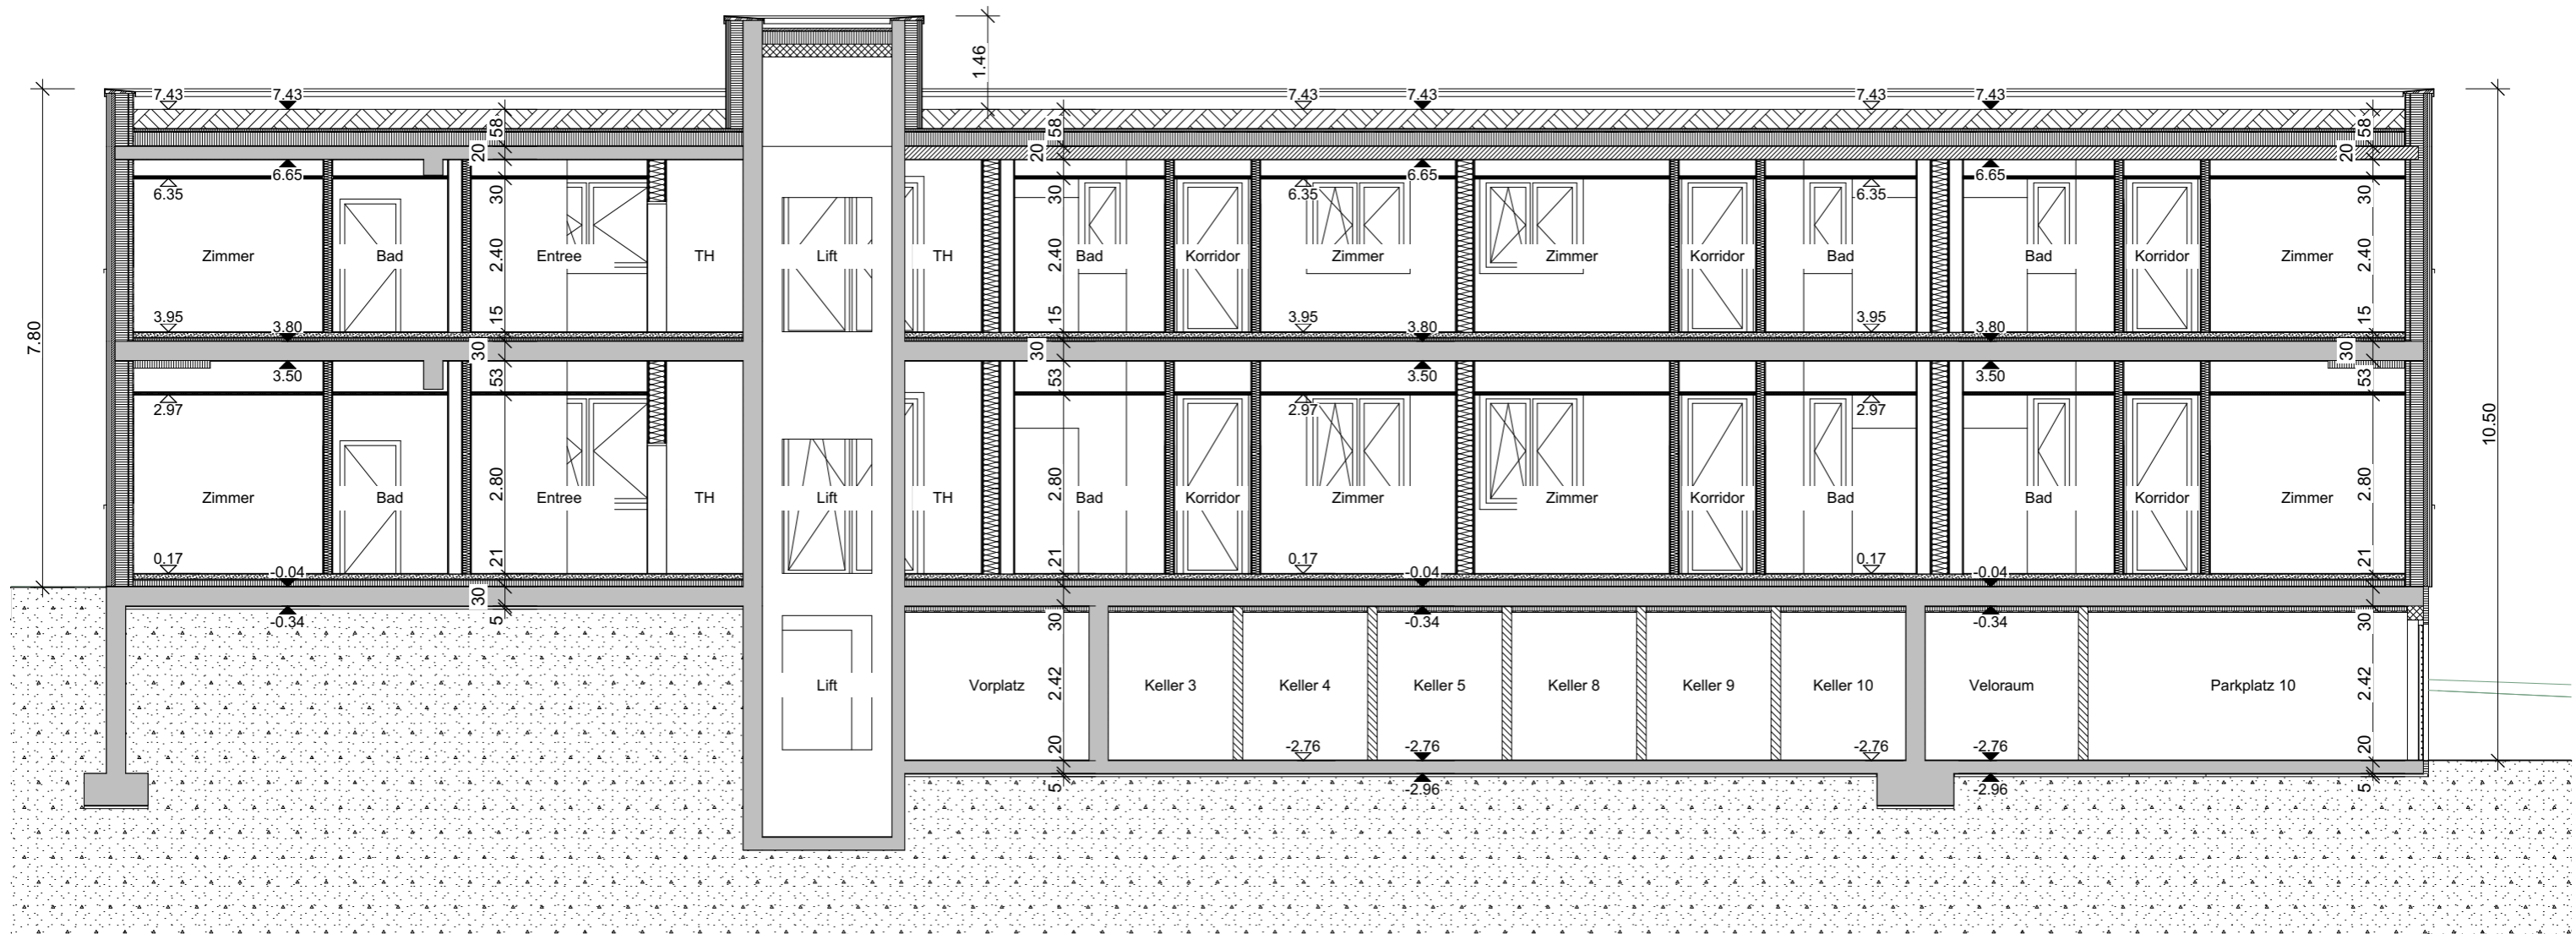 1.46
7.43 7.43 7.43 7.43 7.43 7.43
58 58 58
20 20 20
6.65 6.65 6.65
6.35 6.35 6.35
30 30 30
7.80
Zimmer Bad Entree 2.40 TH Lift TH 2.40 Bad Korridor Zimmer Zimmer Korridor Bad Bad Korridor Zimmer 2.40
3.95 3.80 15 15 3.95 3.80 3.95 3.80 15
30 30 30
3.50 53 53 3.50 3.50 53
2.97 2.97 2.97
10.50
Zimmer Bad 2.80 Entree TH Lift TH 2.80 Bad Korridor Zimmer Zimmer Korridor Bad Bad Korridor Zimmer 2.80
0.17 -0.04 21 21 0.17 -0.04 0.17 -0.04 21
30
-0.34 5 30 -0.34 -0.34 30
Lift Vorplatz 2.42 Keller 3 Keller 4 Keller 5 Keller 8 Keller 9 Keller 10 Veloraum Parkplatz 10 2.42
20 -2.76 -2.76 -2.76 -2.76 20
5 -2.96 -2.96 5